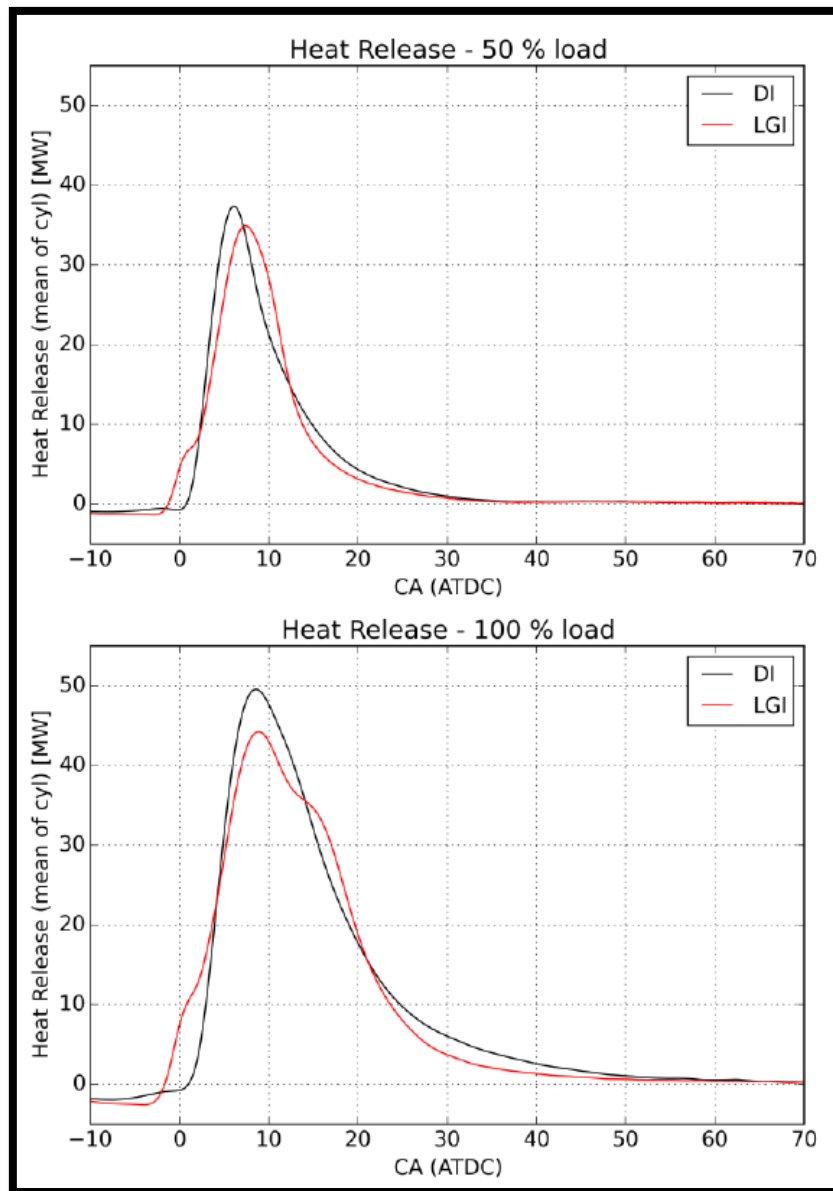 Heat Release - 50 % load
DI
LGI
50
40
30
20
10
0
Heat Release (mean of cyl) [MW]
−10 0 10 20 30 40 50 60 70
CA (ATDC)
Heat Release - 100 % load
DI
LGI
50
40
30
20
10
0
Heat Release (mean of cyl) [MW]
−10 0 10 20 30 40 50 60 70
CA (ATDC)